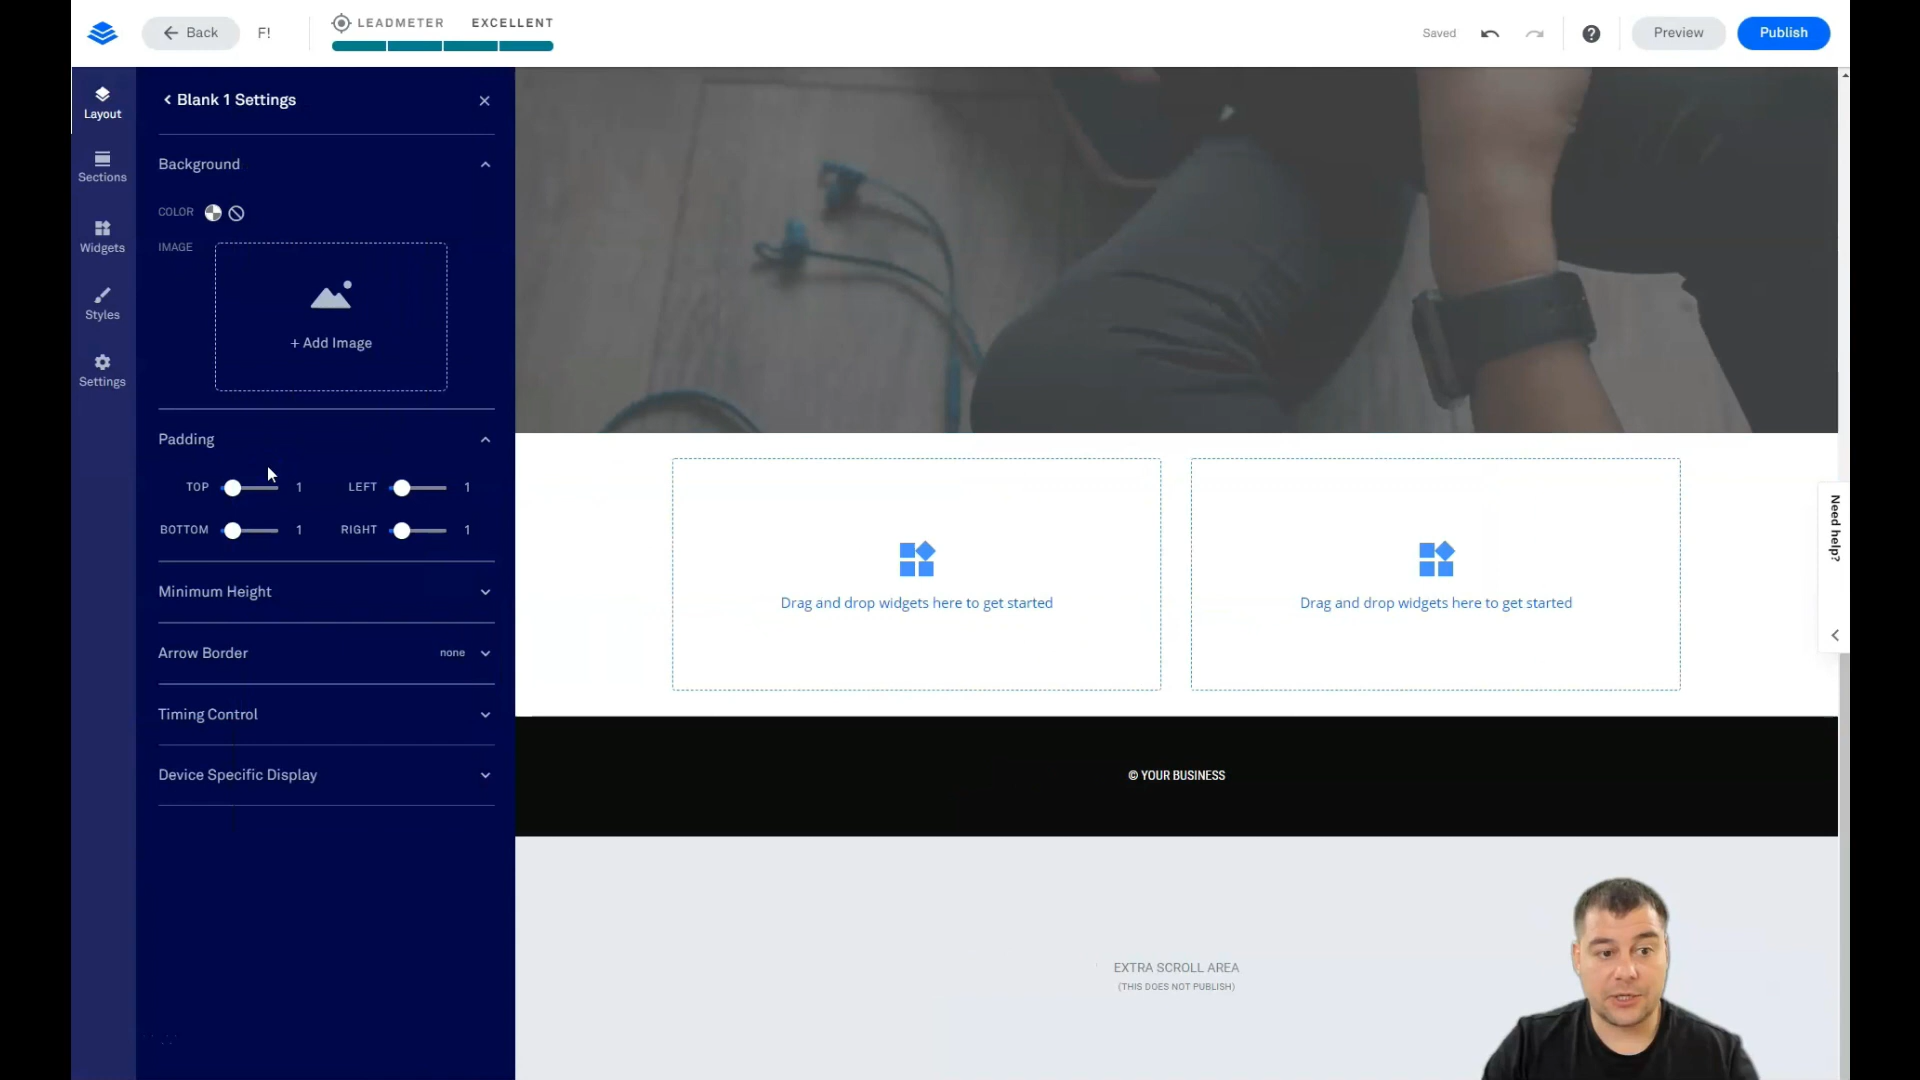 Back
F!
LEADMETER EXCELLENT
Saved
Preview
Publish
Layout
Sections
Widgets
Styles
Settings
Blank 1 Settings
Background
COLOR
IMAGE
+ Add Image
Padding
TOP 1 LEFT 1
BOTTOM 1 RIGHT 1
Minimum Height
Arrow Border none
Timing Control
Device Specific Display
Drag and drop widgets here to get started
Drag and drop widgets here to get started
© YOUR BUSINESS
EXTRA SCROLL AREA
(THIS DOES NOT PUBLISH)
Need help?